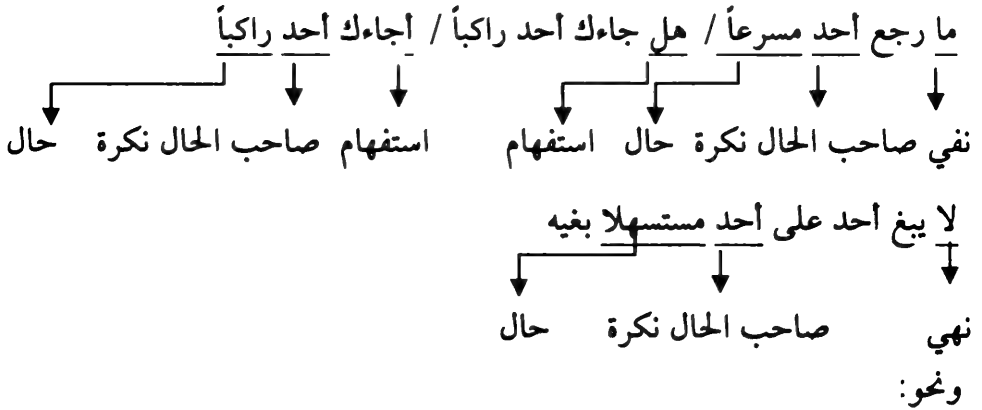 ما رجع أحد مسرعاً / هل جاءك أحد راكباً / أجاءك أحد راكباً
نفي صاحب الحال نكرة حال استفهام استفهام صاحب الحال نكرة حال
لا يبغ أحد على أحد مستسهلا بغيه
نهي صاحب الحال نكرة حال
ونحو: